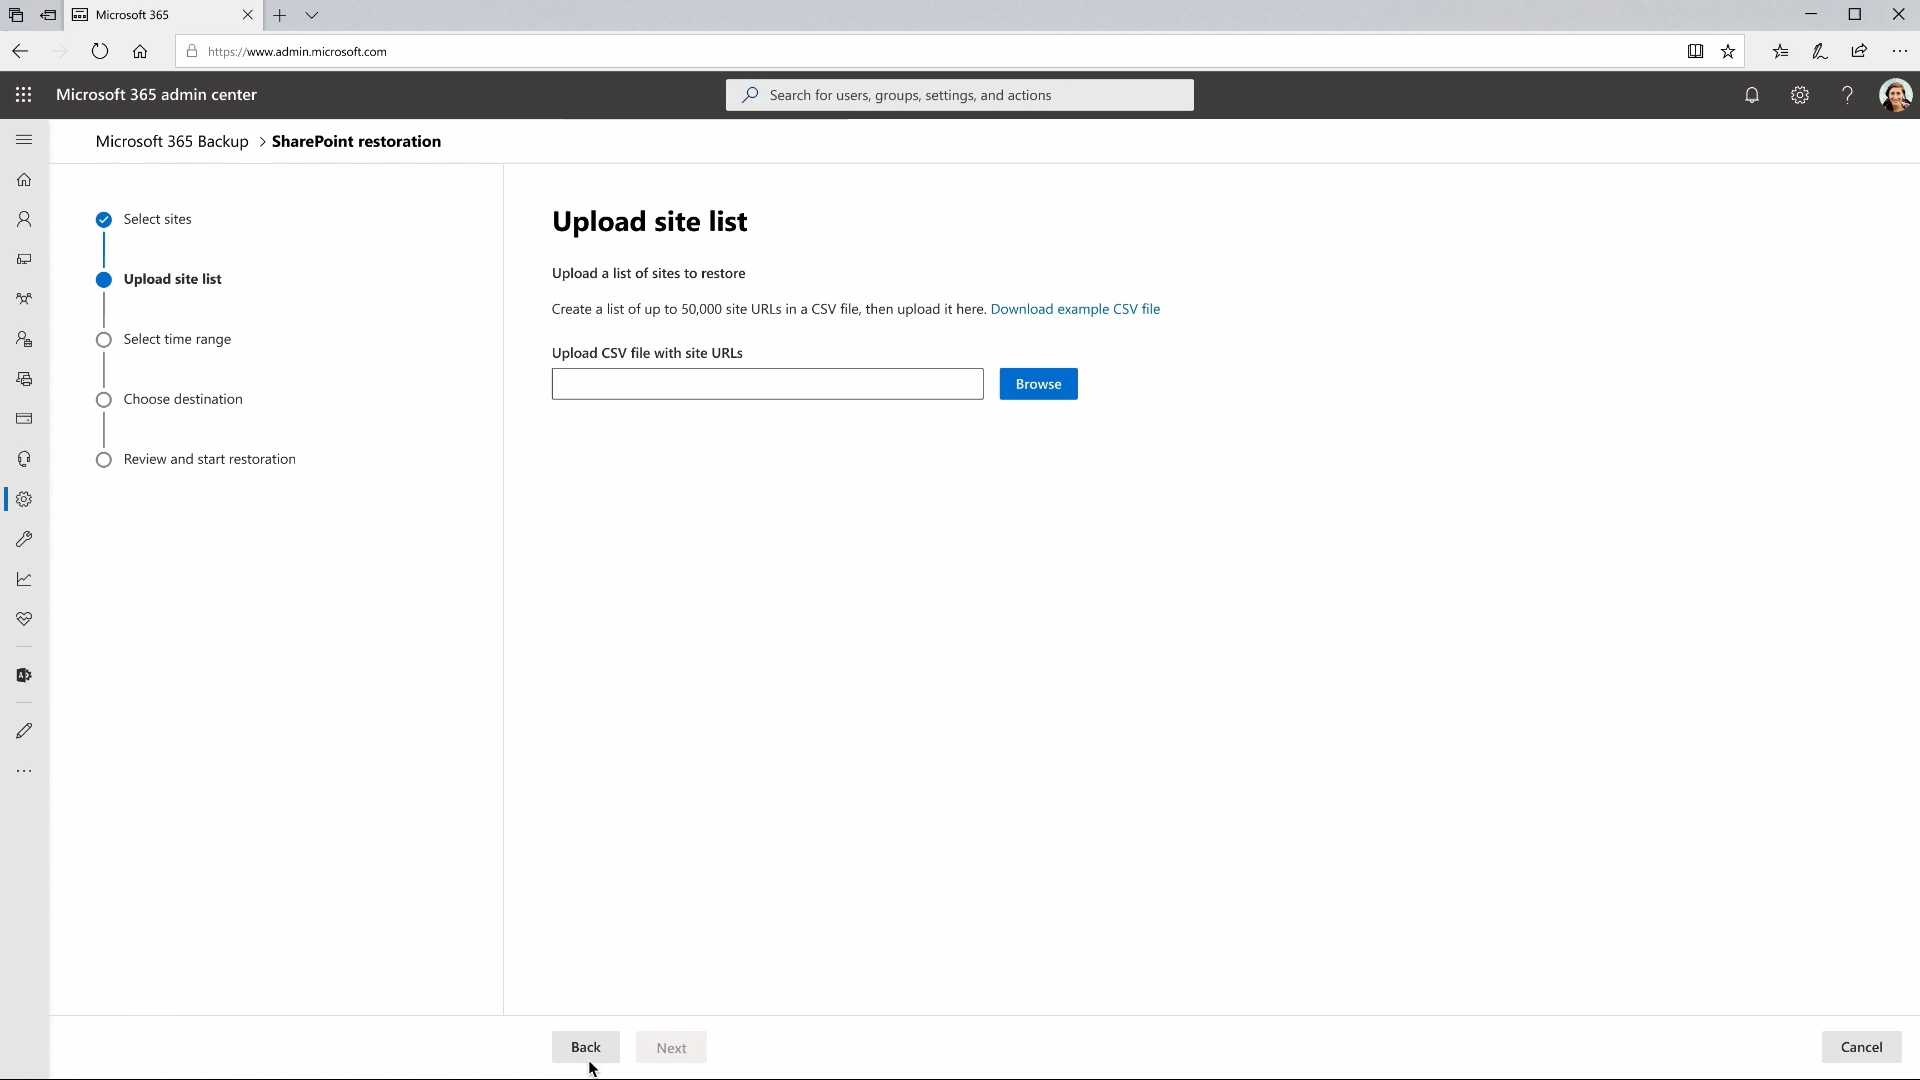 Microsoft 365
https://www.admin.microsoft.com
Microsoft 365 admin center
Search for users, groups, settings, and actions
Microsoft 365 Backup > SharePoint restoration
Select sites
Upload site list
Select time range
Choose destination
Review and start restoration
Upload site list
Upload a list of sites to restore
Create a list of up to 50,000 site URLs in a CSV file, then upload it here. Download example CSV file
Upload CSV file with site URLs
Browse
Back
Next
Cancel